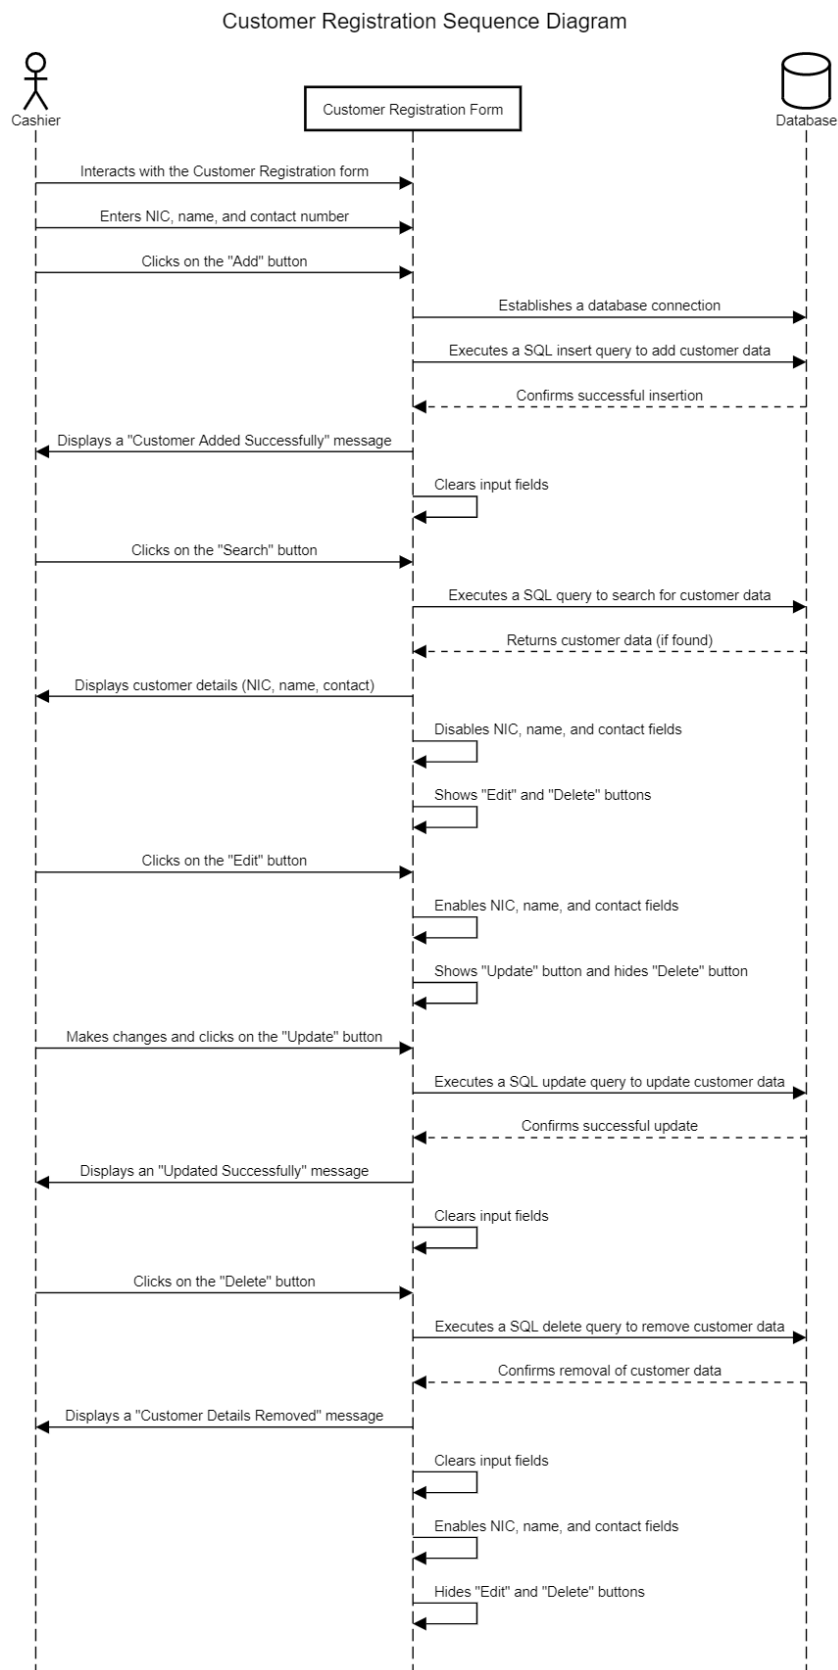 Customer Registration Sequence Diagram
Cashier
Customer Registration Form
Database
Interacts with the Customer Registration form
Enters NIC, name, and contact number
Clicks on the "Add" button
Establishes a database connection
Executes a SQL insert query to add customer data
Confirms successful insertion
Displays a "Customer Added Successfully" message
Clears input fields
Clicks on the "Search" button
Executes a SQL query to search for customer data
Returns customer data (if found)
Displays customer details (NIC, name, contact)
Disables NIC, name, and contact fields
Shows "Edit" and "Delete" buttons
Clicks on the "Edit" button
Enables NIC, name, and contact fields
Shows "Update" button and hides "Delete" button
Makes changes and clicks on the "Update" button
Executes a SQL update query to update customer data
Confirms successful update
Displays an "Updated Successfully" message
Clears input fields
Clicks on the "Delete" button
Executes a SQL delete query to remove customer data
Confirms removal of customer data
Displays a "Customer Details Removed" message
Clears input fields
Enables NIC, name, and contact fields
Hides "Edit" and "Delete" buttons